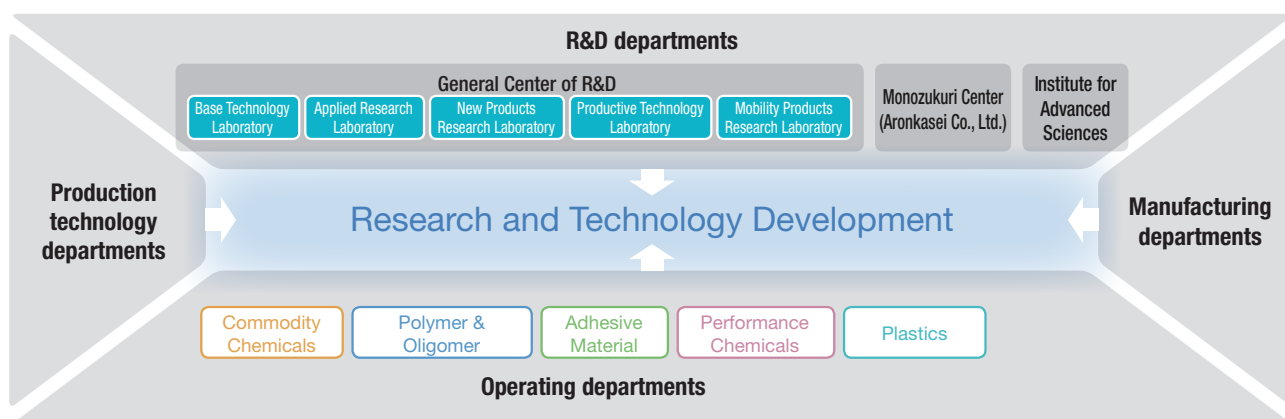 R&D departments
General Center of R&D
Base Technology
Laboratory
Applied Research
Laboratory
New Products
Research Laboratory
Productive Technology
Laboratory
Mobility Products
Research Laboratory
Monozukuri Center
(Aronkasei Co., Ltd.)
Institute for
Advanced
Sciences
Production
technology
departments
Research and Technology Development
Manufacturing
departments
Commodity
Chemicals
Polymer &
Oligomer
Adhesive
Material
Performance
Chemicals
Plastics
Operating departments